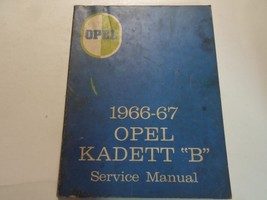 OPEL
1966-67
OPEL
KADETT "B"
Service Manual